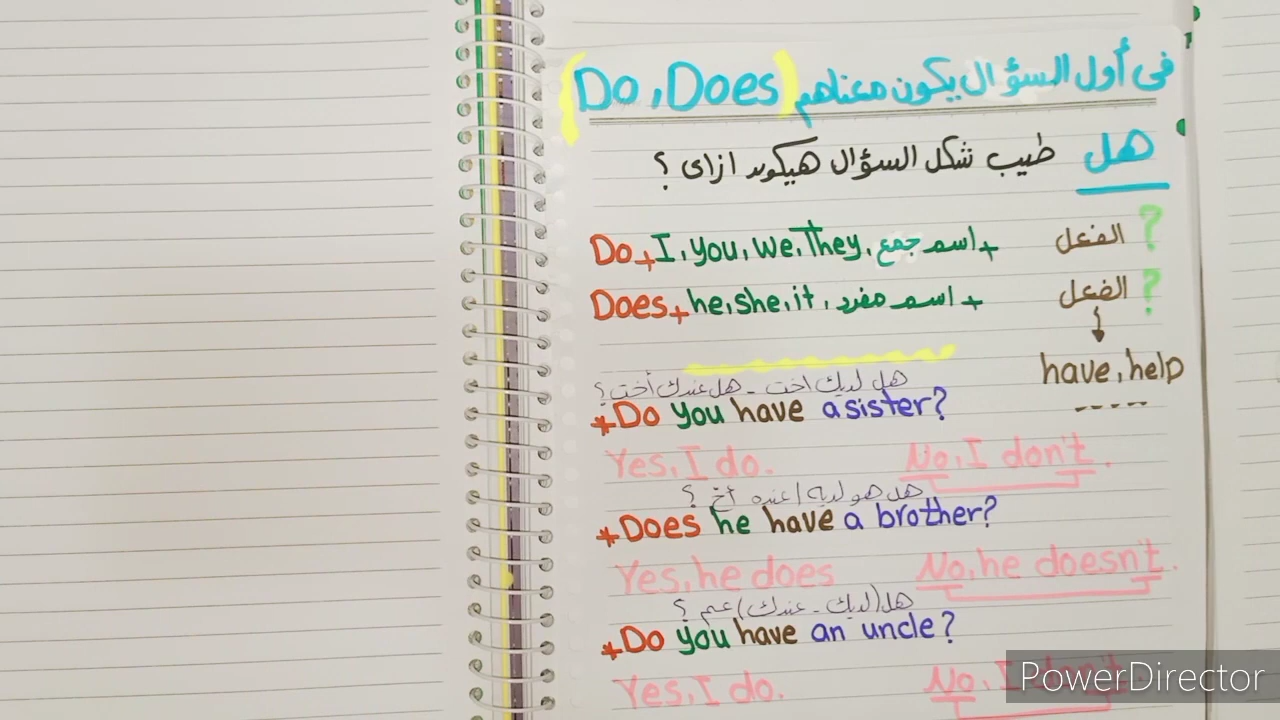 فى أول السؤال يكون معناهم (Do, Does)
هل طيب شكل السؤال هيكون ازاى ؟
Do + I, you, we, They, اسم جمع + الفعل ?
Does + he, she, it, اسم مفرد + الفعل ?
have, help
هل لديك اخت - هل عندك أخت ؟
* Do you have a sister?
Yes, I do. No, I don't.
هل هو لديه / عنده أخ ؟
* Does he have a brother?
Yes, he does No, he doesn't.
هل (لديك - عندك) عم ؟
* Do you have an uncle?
Yes, I do. No, I don't.
PowerDirector